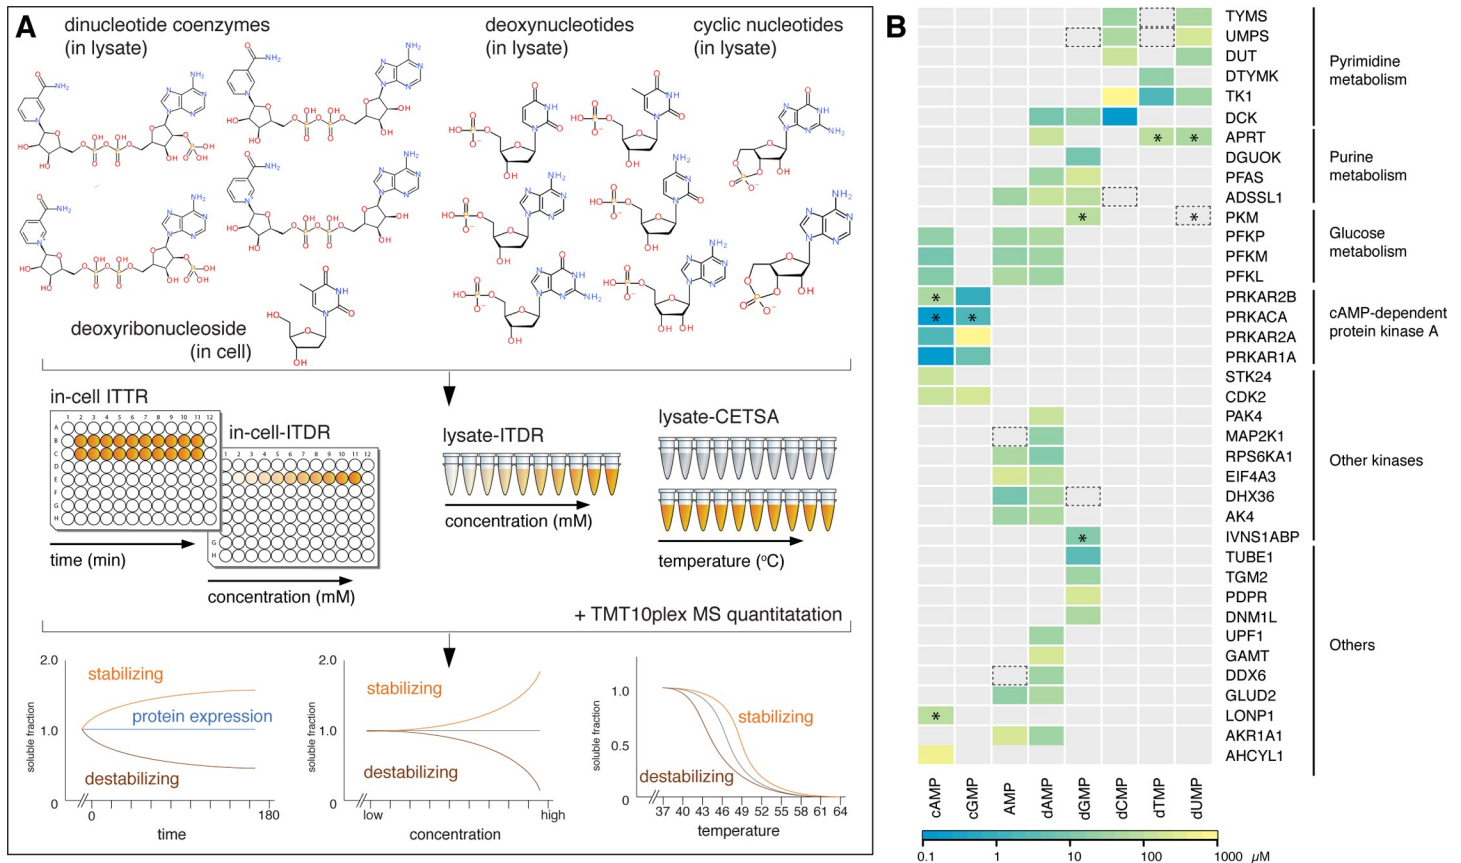 A
dinucleotide coenzymes
(in lysate)
deoxynucleotides
(in lysate)
cyclic nucleotides
(in lysate)
deoxyribonucleoside
(in cell)
in-cell ITTR
in-cell-ITDR
time (min)
concentration (mM)
lysate-ITDR
concentration (mM)
lysate-CETSA
temperature (°C)
+ TMT10plex MS quantitatation
2.0
1.0
0
soluble fraction
stabilizing
protein expression
destabilizing
0
180
time
2.0
1.0
0
soluble fraction
stabilizing
destabilizing
low
high
concentration
1.0
0.5
0
soluble fraction
stabilizing
destabilizing
37 40 43 46 49 52 55 58 61 64
temperature
B
TYMS
UMPS
DUT
DTYMK
TK1
DCK
APRT
DGUOK
PFAS
ADSSL1
PKM
PFKP
PFKM
PFKL
PRKAR2B
PRKACA
PRKAR2A
PRKAR1A
STK24
CDK2
PAK4
MAP2K1
RPS6KA1
EIF4A3
DHX36
AK4
IVNS1ABP
TUBE1
TGM2
PDPR
DNM1L
UPF1
GAMT
DDX6
GLUD2
LONP1
AKR1A1
AHCYL1
Pyrimidine
metabolism
Purine
metabolism
Glucose
metabolism
cAMP-dependent
protein kinase A
Other kinases
Others
cAMP
cGMP
AMP
dAMP
dGMP
dCMP
dTMP
dUMP
0.1 1 10 100 1000 µM